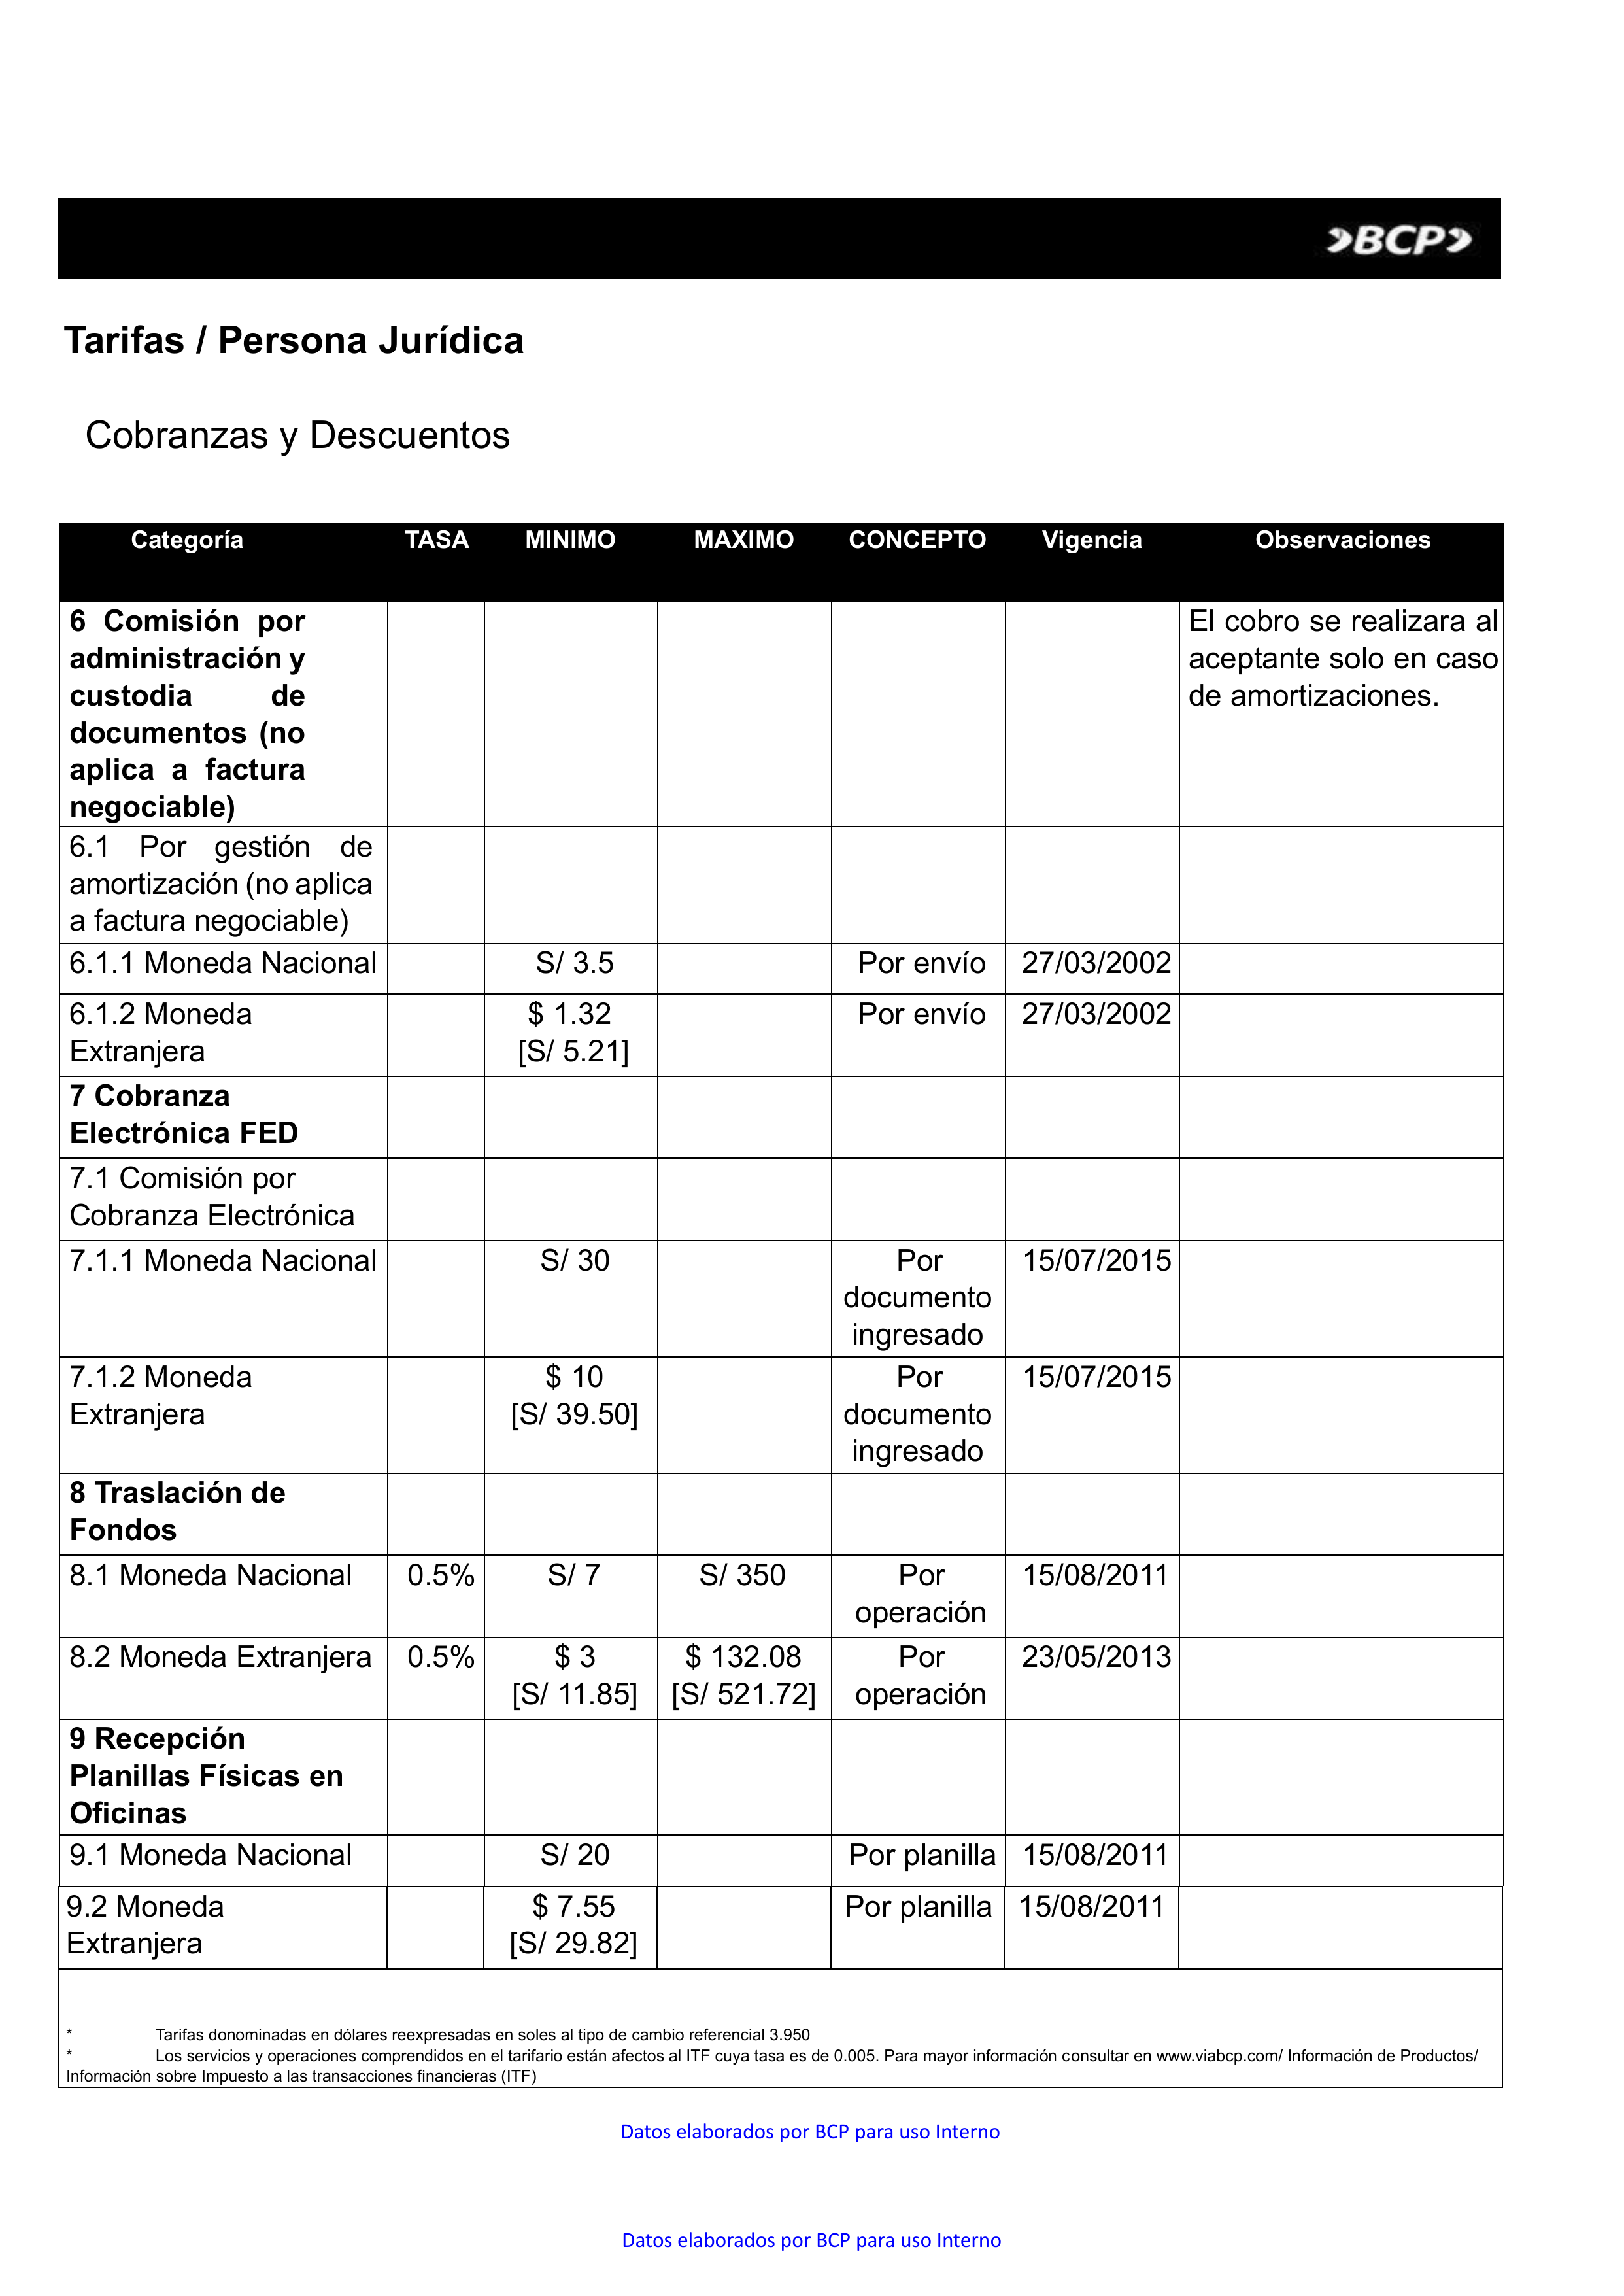 BCP
Tarifas / Persona Jurídica
Cobranzas y Descuentos
Categoría TASA MINIMO MAXIMO CONCEPTO Vigencia Observaciones
6 Comisión por
administración y
custodia de
documentos (no
aplica a factura
negociable)
El cobro se realizara al
aceptante solo en caso
de amortizaciones.
6.1 Por gestión de
amortización (no aplica
a factura negociable)
6.1.1 Moneda Nacional S/ 3.5 Por envío 27/03/2002
6.1.2 Moneda
Extranjera
$ 1.32
[S/ 5.21]
Por envío 27/03/2002
7 Cobranza
Electrónica FED
7.1 Comisión por
Cobranza Electrónica
7.1.1 Moneda Nacional S/ 30
Por
documento
ingresado
15/07/2015
7.1.2 Moneda
Extranjera
$ 10
[S/ 39.50]
Por
documento
ingresado
15/07/2015
8 Traslación de
Fondos
8.1 Moneda Nacional 0.5% S/ 7 S/ 350
Por
operación
15/08/2011
8.2 Moneda Extranjera 0.5%
$ 3
[S/ 11.85]
$ 132.08
[S/ 521.72]
Por
operación
23/05/2013
9 Recepción
Planillas Físicas en
Oficinas
9.1 Moneda Nacional S/ 20 Por planilla 15/08/2011
9.2 Moneda
Extranjera
$ 7.55
[S/ 29.82]
Por planilla 15/08/2011
* Tarifas donominadas en dólares reexpresadas en soles al tipo de cambio referencial 3.950
* Los servicios y operaciones comprendidos en el tarifario están afectos al ITF cuya tasa es de 0.005. Para mayor información consultar en www.viabcp.com/ Información de Productos/
Información sobre Impuesto a las transacciones financieras (ITF)
Datos elaborados por BCP para uso Interno
Datos elaborados por BCP para uso Interno